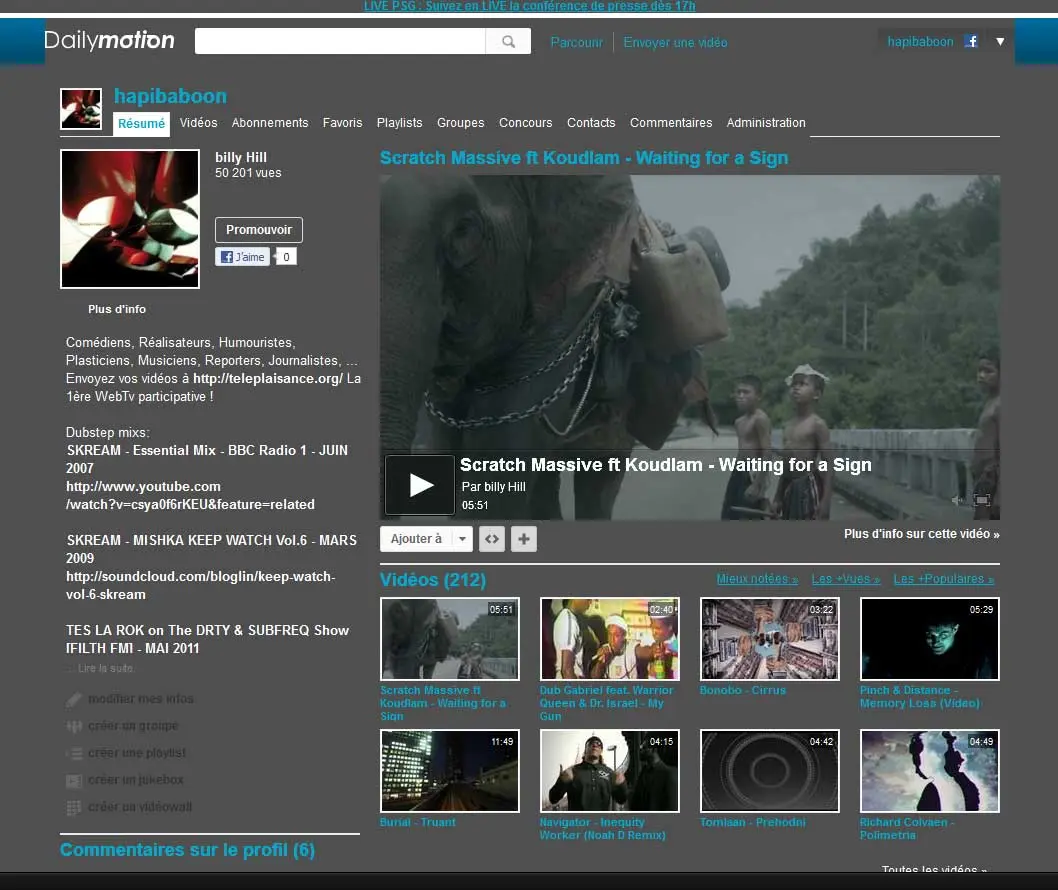 LIVE PSG : Suivez en LIVE la conférence de presse dès 17h
Dailymotion
Parcourir
Envoyer une vidéo
hapibaboon
hapibaboon
Résumé
Vidéos
Abonnements
Favoris
Playlists
Groupes
Concours
Contacts
Commentaires
Administration
billy Hill
50 201 vues
Promouvoir
J'aime
0
Plus d'info
Comédiens, Réalisateurs, Humouristes,
Plasticiens, Musiciens, Reporters, Journalistes, ...
Envoyez vos vidéos à http://teleplaisance.org/ La
1ère WebTv participative !
Dubstep mixs:
SKREAM - Essential Mix - BBC Radio 1 - JUIN
2007
http://www.youtube.com
/watch?v=csya0f6rKEU&feature=related
SKREAM - MISHKA KEEP WATCH Vol.6 - MARS
2009
http://soundcloud.com/bloglin/keep-watch-
vol-6-skream
TES LA ROK on The DRTY & SUBFREQ Show
[FILTH FM] - MAI 2011
... Lire la suite
modifier mes infos
créer un groupe
créer une playlist
créer un jukebox
créer un videowall
Commentaires sur le profil (6)
Scratch Massive ft Koudlam - Waiting for a Sign
Scratch Massive ft Koudlam - Waiting for a Sign
Par billy Hill
05:51
Ajouter à
Plus d'info sur cette vidéo »
Vidéos (212)
Mieux notées »
Les +Vues »
Les +Populaires »
05:51
02:40
03:22
05:29
Scratch Massive ft
Koudlam - Waiting for a
Sign
Dub Gabriel feat. Warrior
Queen & Dr. Israel - My
Gun
Bonobo - Cirrus
Pinch & Distance -
Memory Loss (Video)
11:49
04:15
04:42
04:49
Burial - Truant
Navigator - Inequity
Worker (Noah D Remix)
Tomlaan - Prehodni
Richard Colvaen -
Polimetria
Toutes les vidéos »